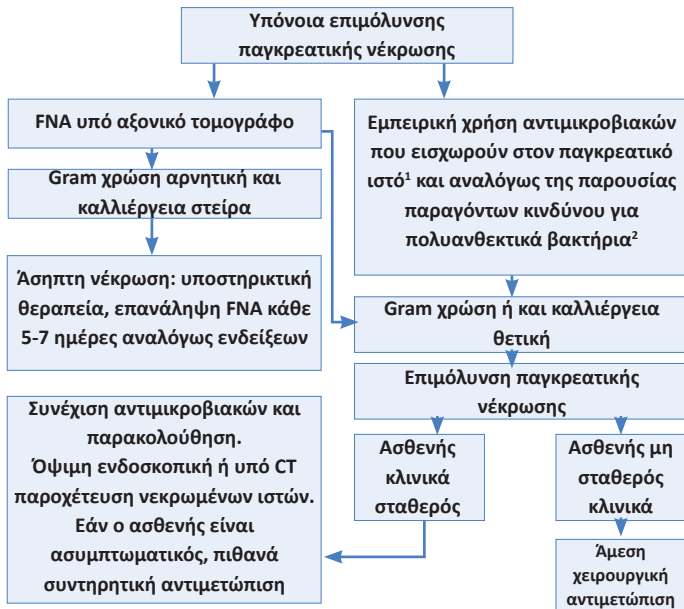 Υπόνοια επιμόλυνσης
παγκρεατικής νέκρωσης
FNA υπό αξονικό τομογράφο
Gram χρώση αρνητική και
καλλιέργεια στείρα
Άσηπτη νέκρωση: υποστηρικτική
θεραπεία, επανάληψη FNA κάθε
5-7 ημέρες αναλόγως ενδείξεων
Εμπειρική χρήση αντιμικροβιακών
που εισχωρούν στον παγκρεατικό
ιστό¹ και αναλόγως της παρουσίας
παραγόντων κινδύνου για
πολυανθεκτικά βακτήρια²
Gram χρώση ή και καλλιέργεια
θετική
Επιμόλυνση παγκρεατικής
νέκρωσης
Ασθενής
κλινικά
σταθερός
Ασθενής μη
σταθερός
κλινικά
Συνέχιση αντιμικροβιακών και
παρακολούθηση.
Όψιμη ενδοσκοπική ή υπό CT
παροχέτευση νεκρωμένων ιστών.
Εάν ο ασθενής είναι
ασυμπτωματικός, πιθανά
συντηρητική αντιμετώπιση
Άμεση
χειρουργική
αντιμετώπιση